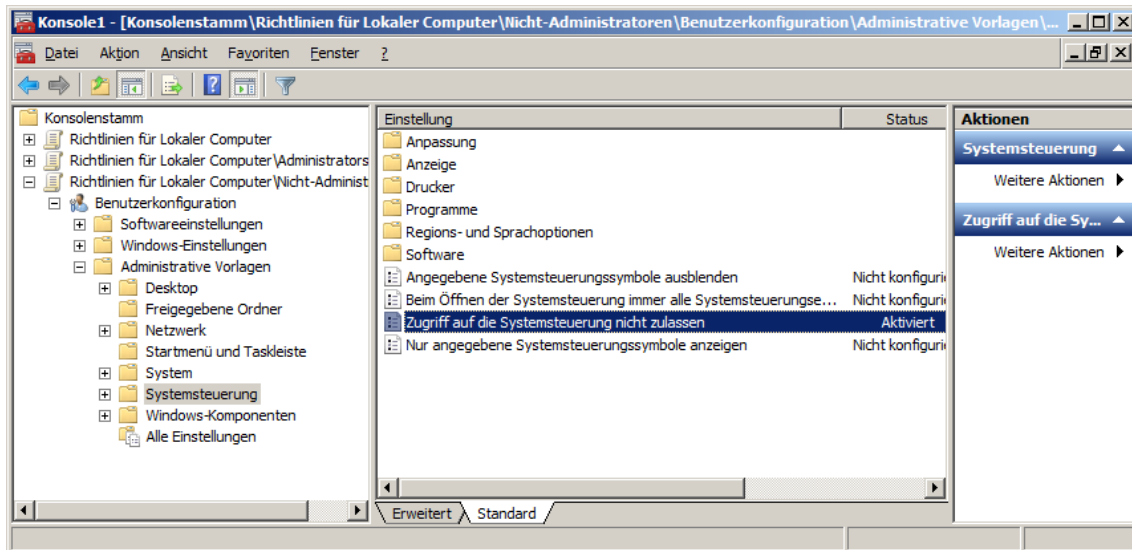 Konsole1 - [Konsolenstamm\Richtlinien für Lokaler Computer\Nicht-Administratoren\Benutzerkonfiguration\Administrative Vorlagen\...
Datei Aktion Ansicht Favoriten Fenster ?
Konsolenstamm
Richtlinien für Lokaler Computer
Richtlinien für Lokaler Computer\Administrators
Richtlinien für Lokaler Computer\Nicht-Administ
Benutzerkonfiguration
Softwareeinstellungen
Windows-Einstellungen
Administrative Vorlagen
Desktop
Freigegebene Ordner
Netzwerk
Startmenü und Taskleiste
System
Systemsteuerung
Windows-Komponenten
Alle Einstellungen
Einstellung Status
Anpassung
Anzeige
Drucker
Programme
Regions- und Sprachoptionen
Software
Angegebene Systemsteuerungssymbole ausblenden Nicht konfigurie
Beim Öffnen der Systemsteuerung immer alle Systemsteuerungse... Nicht konfigurie
Zugriff auf die Systemsteuerung nicht zulassen Aktiviert
Nur angegebene Systemsteuerungssymbole anzeigen Nicht konfigurie
Erweitert Standard
Aktionen
Systemsteuerung
Weitere Aktionen
Zugriff auf die Sy...
Weitere Aktionen